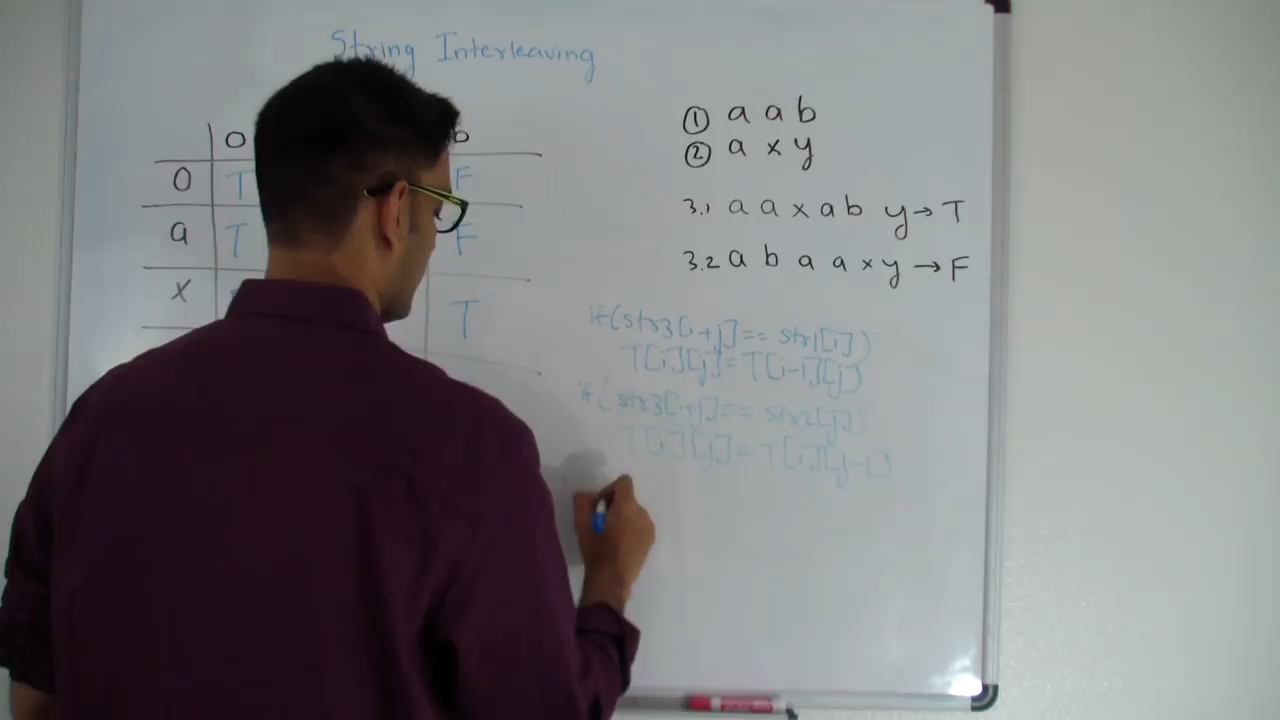 String Interleaving
0 b
0 T F
a T F
x T
① a a b
② a x y
3.1 a a x a b y → T
3.2 a b a a x y → F
if(str3[i+j] == str1[i])
T[i][j] = T[i-1][j]
if(str3[i+j] == str2[j])
T[i][j] = T[i][j-1]